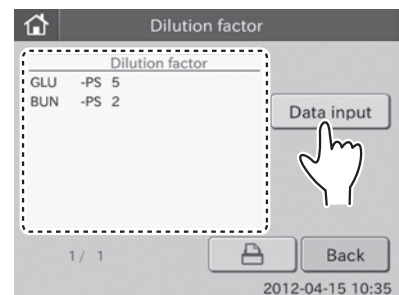 Dilution factor
Dilution factor
GLU -PS 5
BUN -PS 2
Data input
1/ 1
Back
2012-04-15 10:35